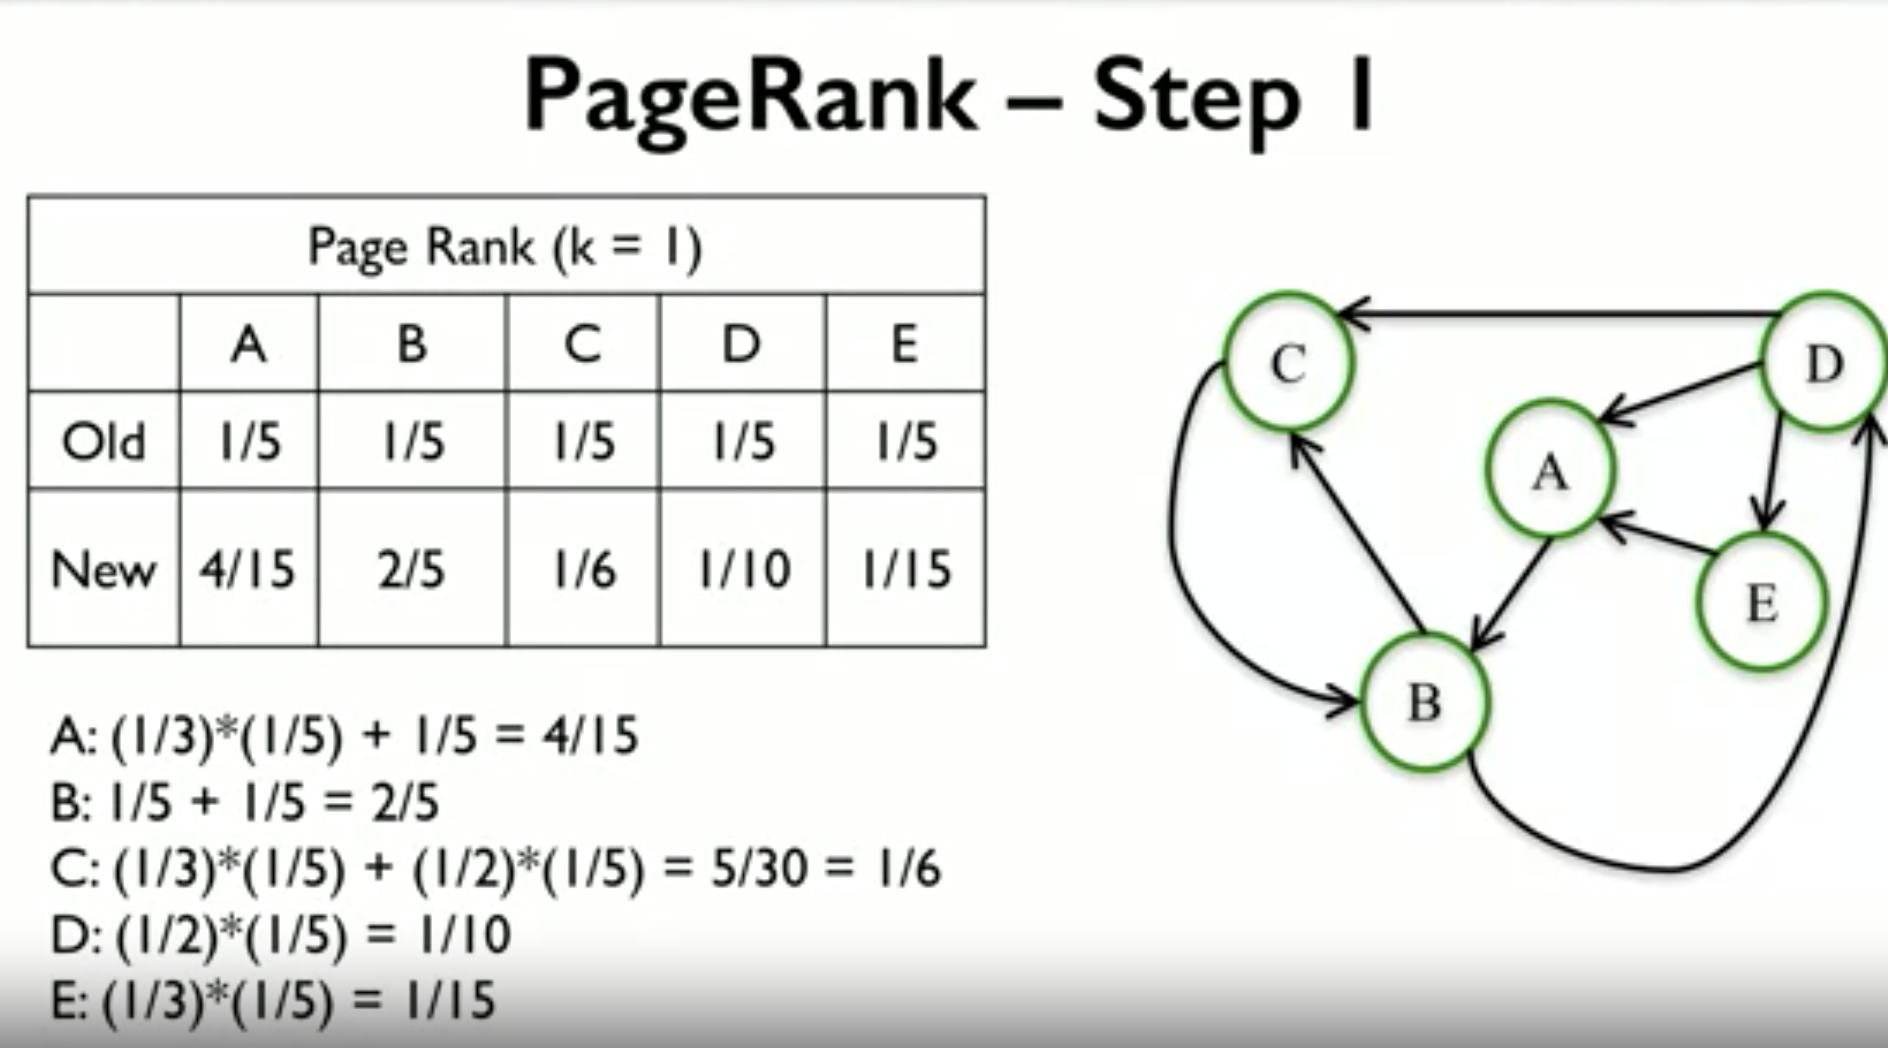 PageRank – Step 1
Page Rank (k = 1)
A B C D E
Old 1/5 1/5 1/5 1/5 1/5
New 4/15 2/5 1/6 1/10 1/15
A: (1/3)*(1/5) + 1/5 = 4/15
B: 1/5 + 1/5 = 2/5
C: (1/3)*(1/5) + (1/2)*(1/5) = 5/30 = 1/6
D: (1/2)*(1/5) = 1/10
E: (1/3)*(1/5) = 1/15
C
D
A
E
B